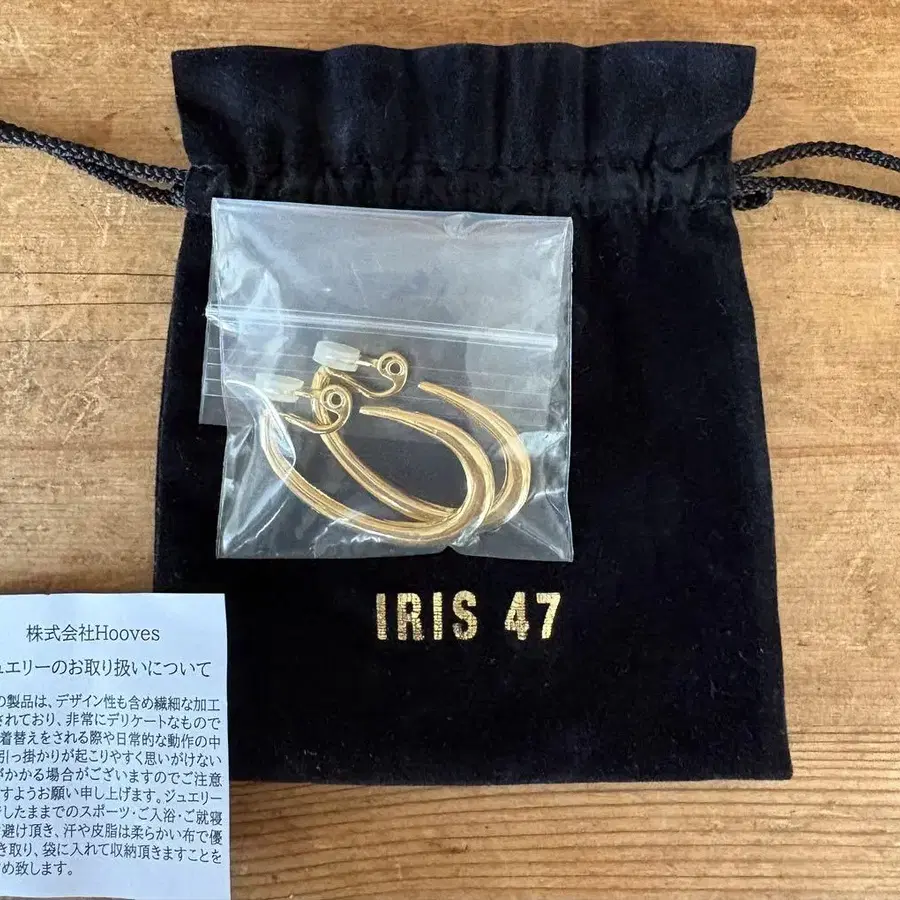 IRIS 47
株式会社Hooves
ュエリーのお取り扱いについて
の製品は、デザイン性も含め繊細な加工
されており、非常にデリケートなもので
着替えをされる際や日常的な動作の中
引っ掛かりが起こりやすく思いがけない
がかかる場合がございますのでご注意
すようお願い申し上げます。ジュエリー
したままでのスポーツ・ご入浴・ご就寝
避け頂き、汗や皮脂は柔らかい布で優
き取り、袋に入れて収納頂きますことを
め致します。